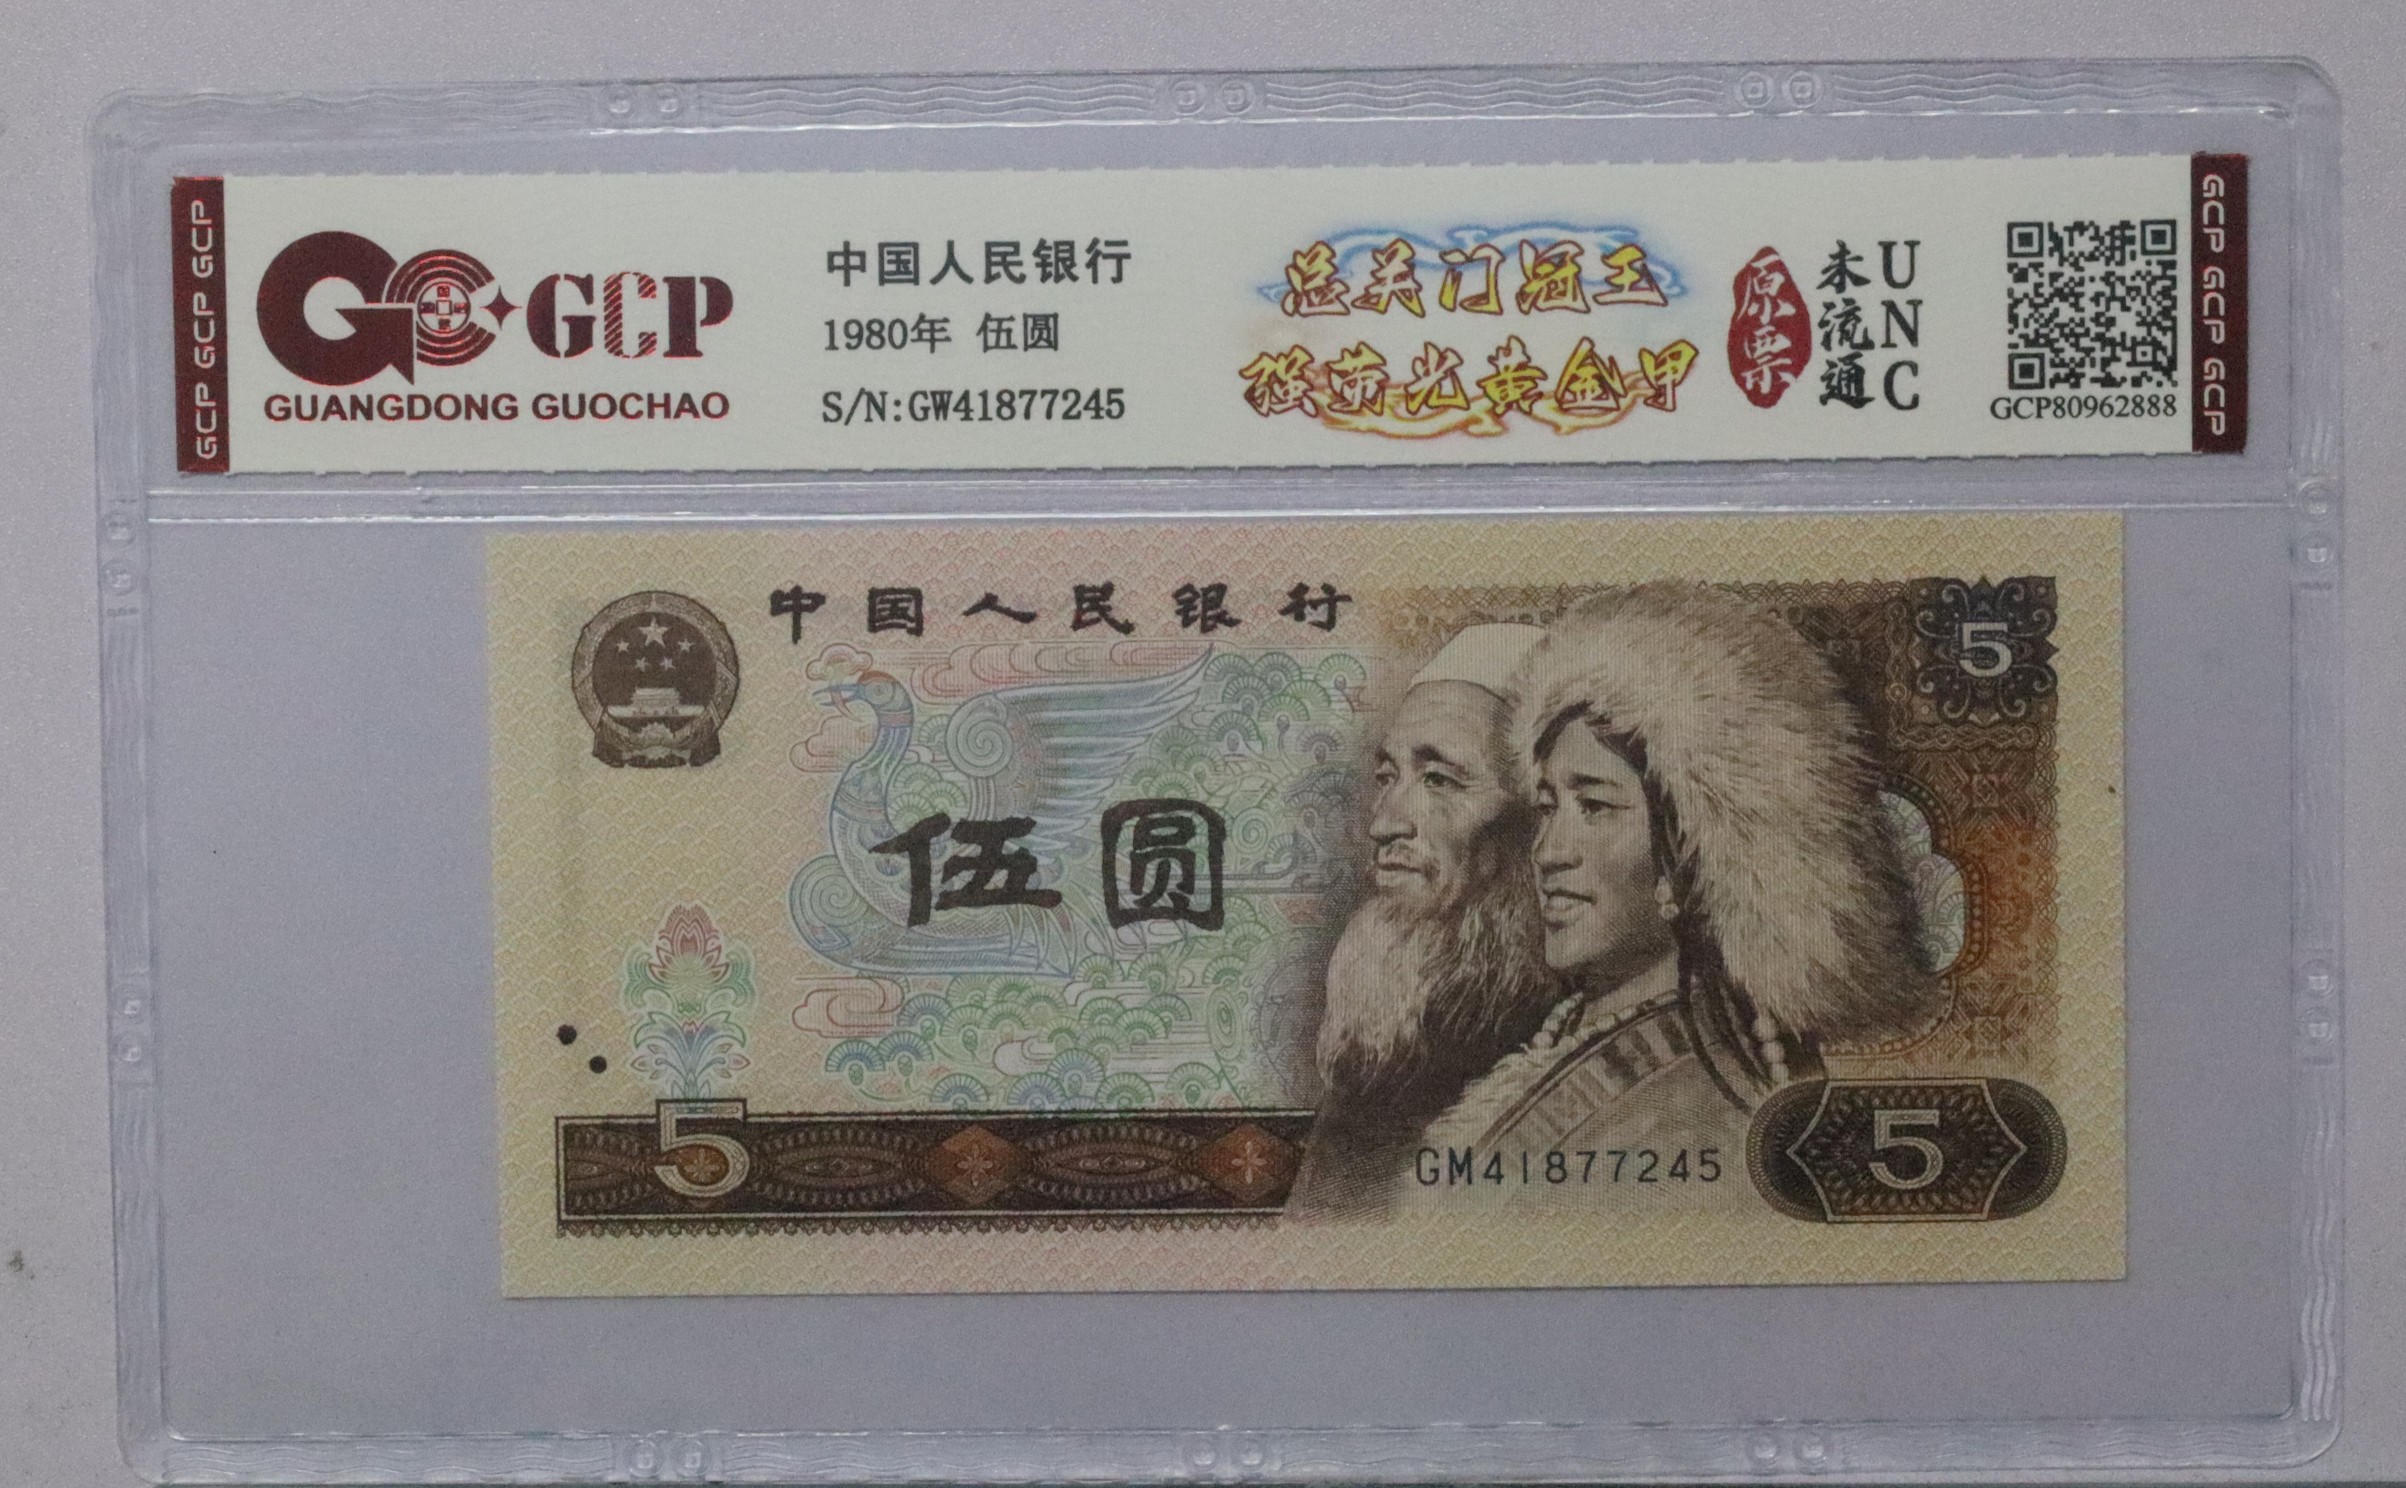 GCP GCP GCP
GC GCP
GUANGDONG GUOCHAO
中国人民银行
1980年 伍圆
S/N:GW41877245
总关门冠王
强荧光黄金甲
原票
未流通
UNC
GCP80962888
GCP GCP GCP
中国人民银行
5
伍圆
5
GM41877245
5